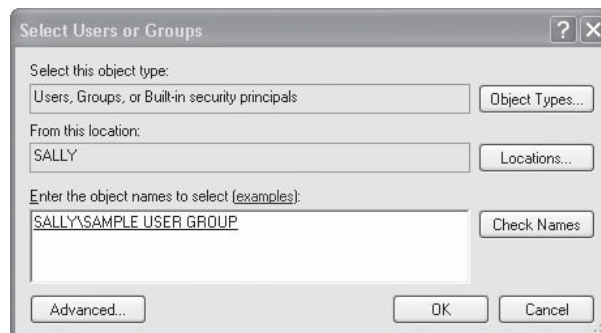 Select Users or Groups
Select this object type:
Users, Groups, or Built-in security principals
Object Types...
From this location:
SALLY
Locations...
Enter the object names to select (examples):
SALLY\SAMPLE USER GROUP
Check Names
Advanced...
OK
Cancel